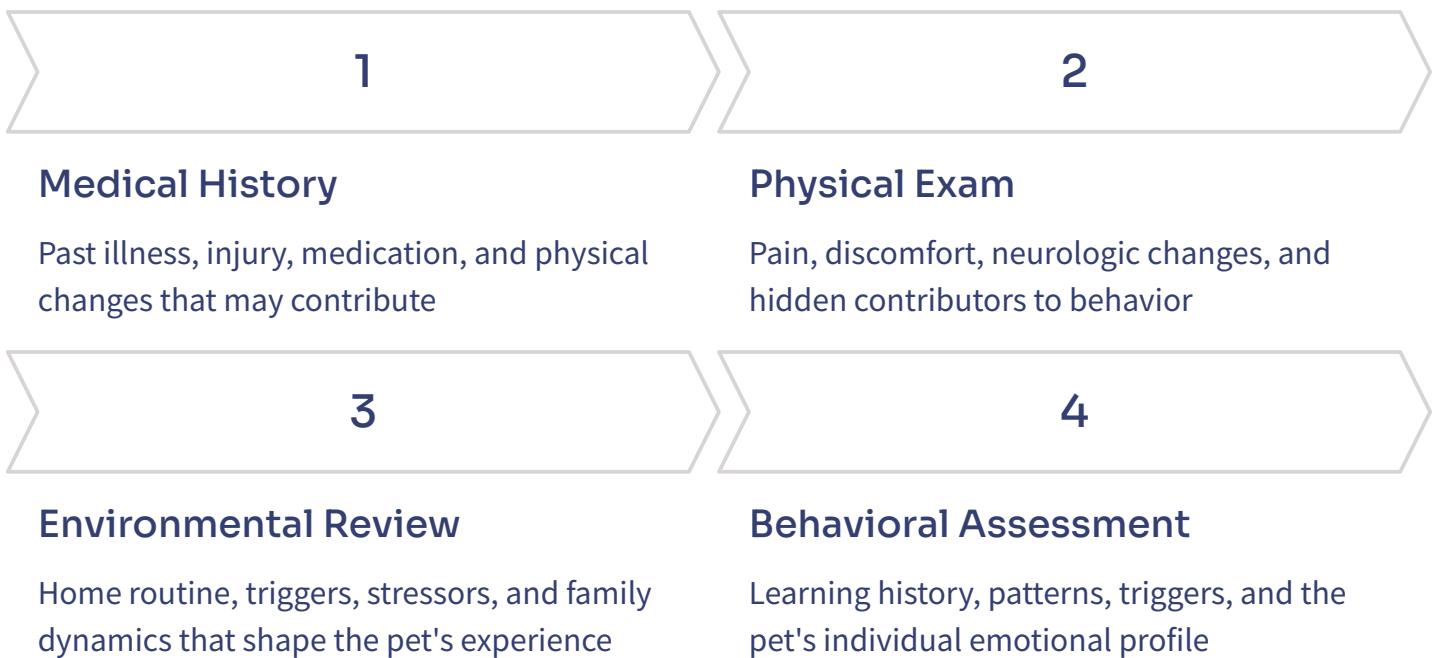 1
Medical History
Past illness, injury, medication, and physical
changes that may contribute
2
Physical Exam
Pain, discomfort, neurologic changes, and
hidden contributors to behavior
3
Environmental Review
Home routine, triggers, stressors, and family
dynamics that shape the pet's experience
4
Behavioral Assessment
Learning history, patterns, triggers, and the
pet's individual emotional profile